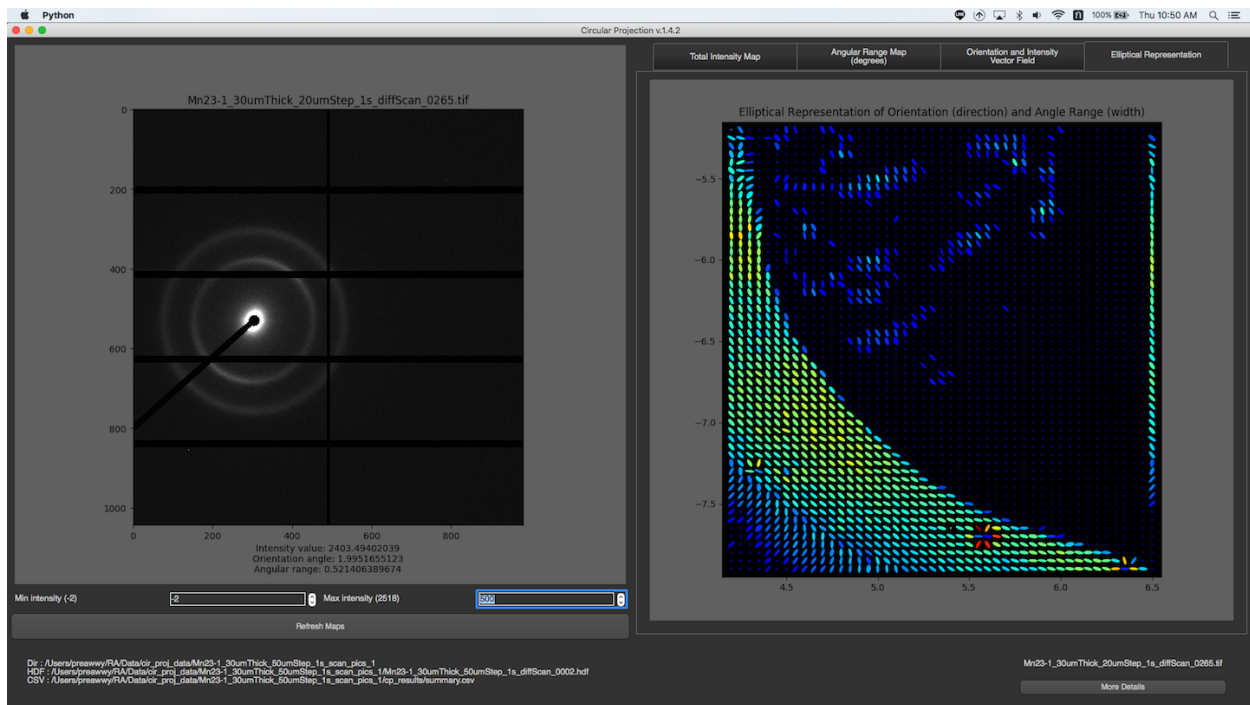 Python
100%
Thu 10:50 AM
Circular Projection v.1.4.2
Mn23-1_30umThick_20umStep_1s_diffScan_0265.tif
0
200
400
600
800
1000
0 200 400 600 800
Intensity value: 2403.49402039
Orientation angle: 1.9951655123
Angular range: 0.521406389674
Min intensity (-2) -2 Max intensity (2518) 500
Refresh Maps
Total Intensity Map
Angular Range Map
(degrees)
Orientation and Intensity
Vector Field
Elliptical Representation
Elliptical Representation of Orientation (direction) and Angle Range (width)
−5.5
−6.0
−6.5
−7.0
−7.5
4.5 5.0 5.5 6.0 6.5
Dir : /Users/preawwy/RA/Data/cir_proj_data/Mn23-1_30umThick_50umStep_1s_scan_pics_1
HDF : /Users/preawwy/RA/Data/cir_proj_data/Mn23-1_30umThick_50umStep_1s_scan_pics_1/Mn23-1_30umThick_50umStep_1s_diffScan_0002.hdf
CSV : /Users/preawwy/RA/Data/cir_proj_data/Mn23-1_30umThick_50umStep_1s_scan_pics_1/cp_results/summary.csv
Mn23-1_30umThick_20umStep_1s_diffScan_0265.tif
More Details